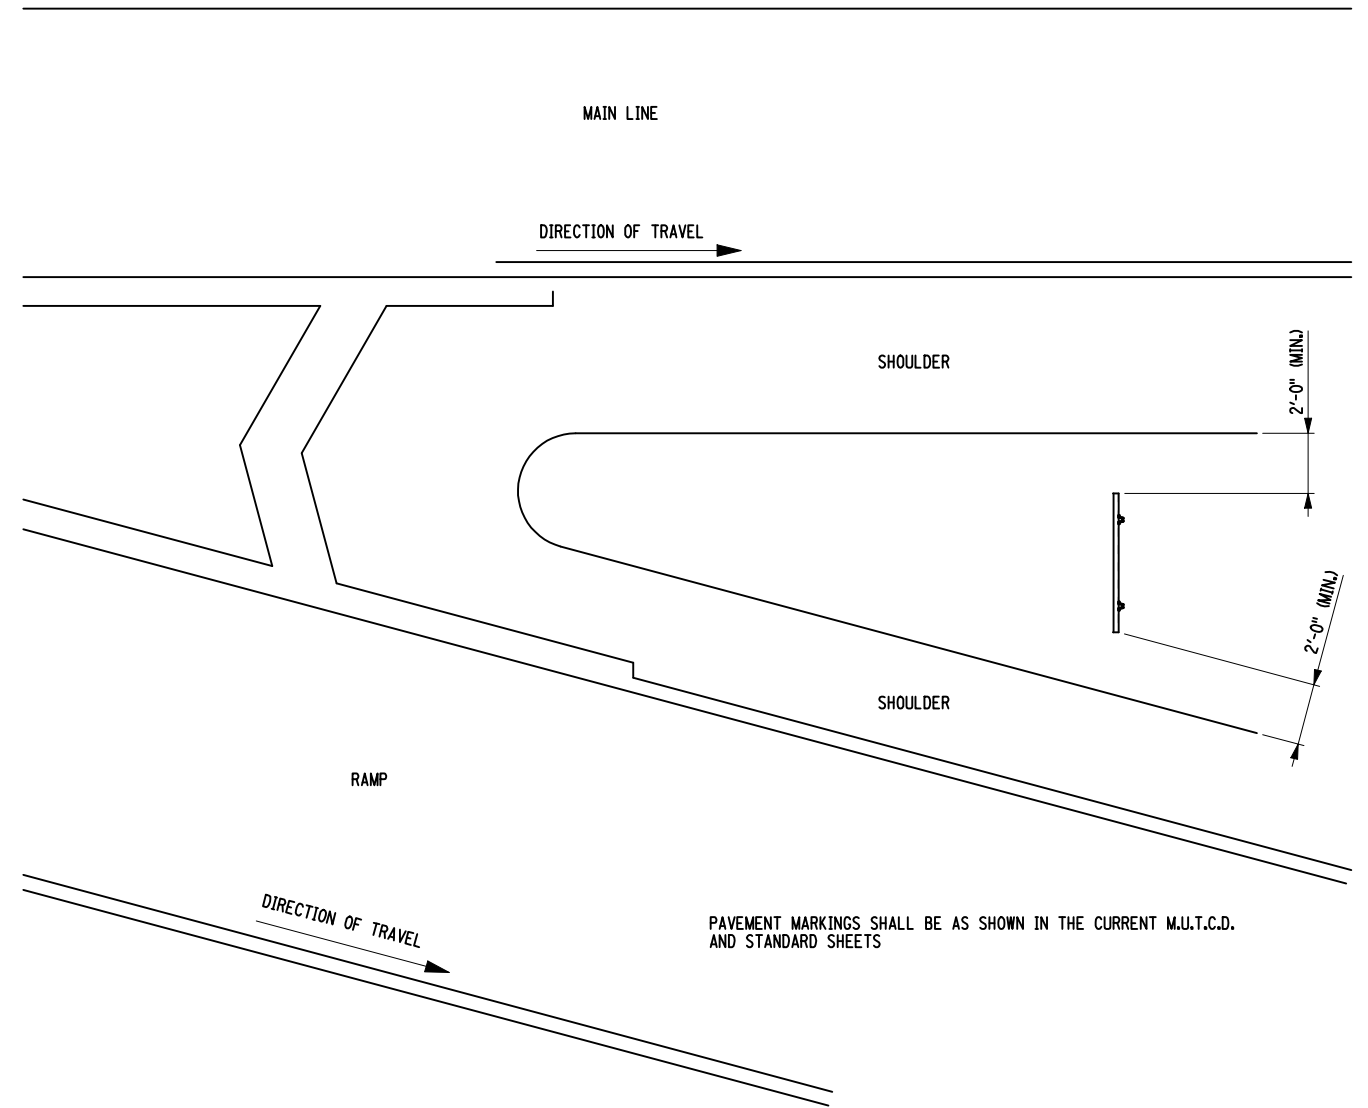 MAIN LINE
DIRECTION OF TRAVEL
SHOULDER
2'-0" (MIN.)
2'-0" (MIN.)
SHOULDER
RAMP
DIRECTION OF TRAVEL
PAVEMENT MARKINGS SHALL BE AS SHOWN IN THE CURRENT M.U.T.C.D.
AND STANDARD SHEETS